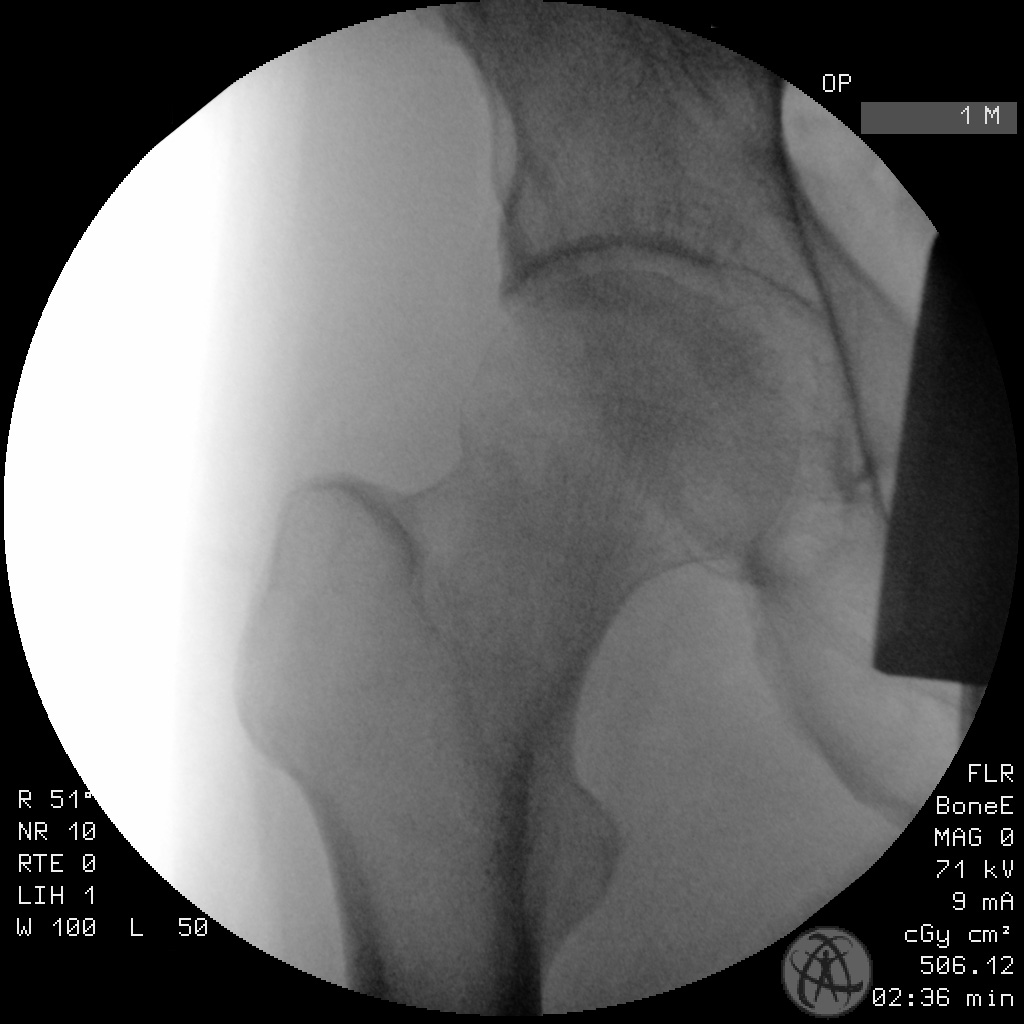 OP
1 M
R 51°
NR 10
RTE 0
LIH 1
W 100 L 50
FLR
BoneE
MAG 0
71 kV
9 mA
cGy cm²
506.12
02:36 min